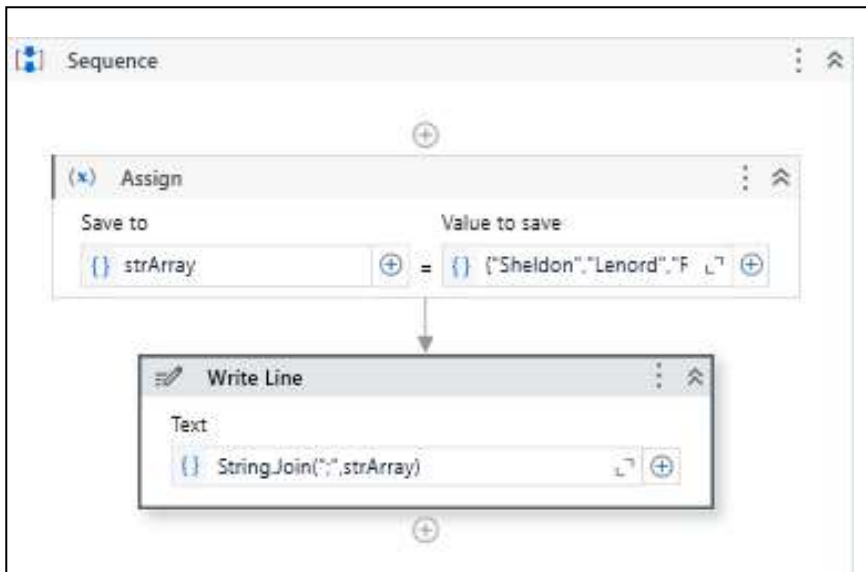 Sequence
Assign
Save to Value to save
{} strArray = {} {"Sheldon","Lenord","F
Write Line
Text
{} String.Join(":",strArray)